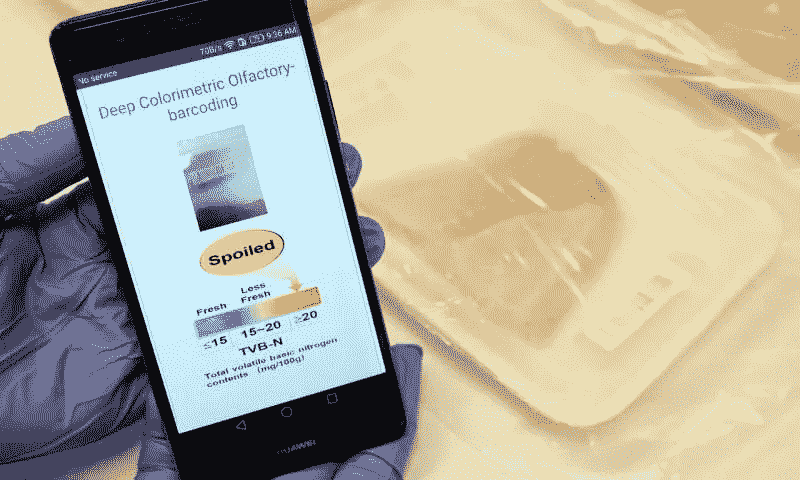 No service 70B/s 9:36 AM
Deep Colorimetric Olfactory-
barcoding
Spoiled
Less
Fresh Fresh
≤15 15~20 ≥20
TVB-N
Total volatile basic nitrogen
contents (mg/100g)
HUAWEI